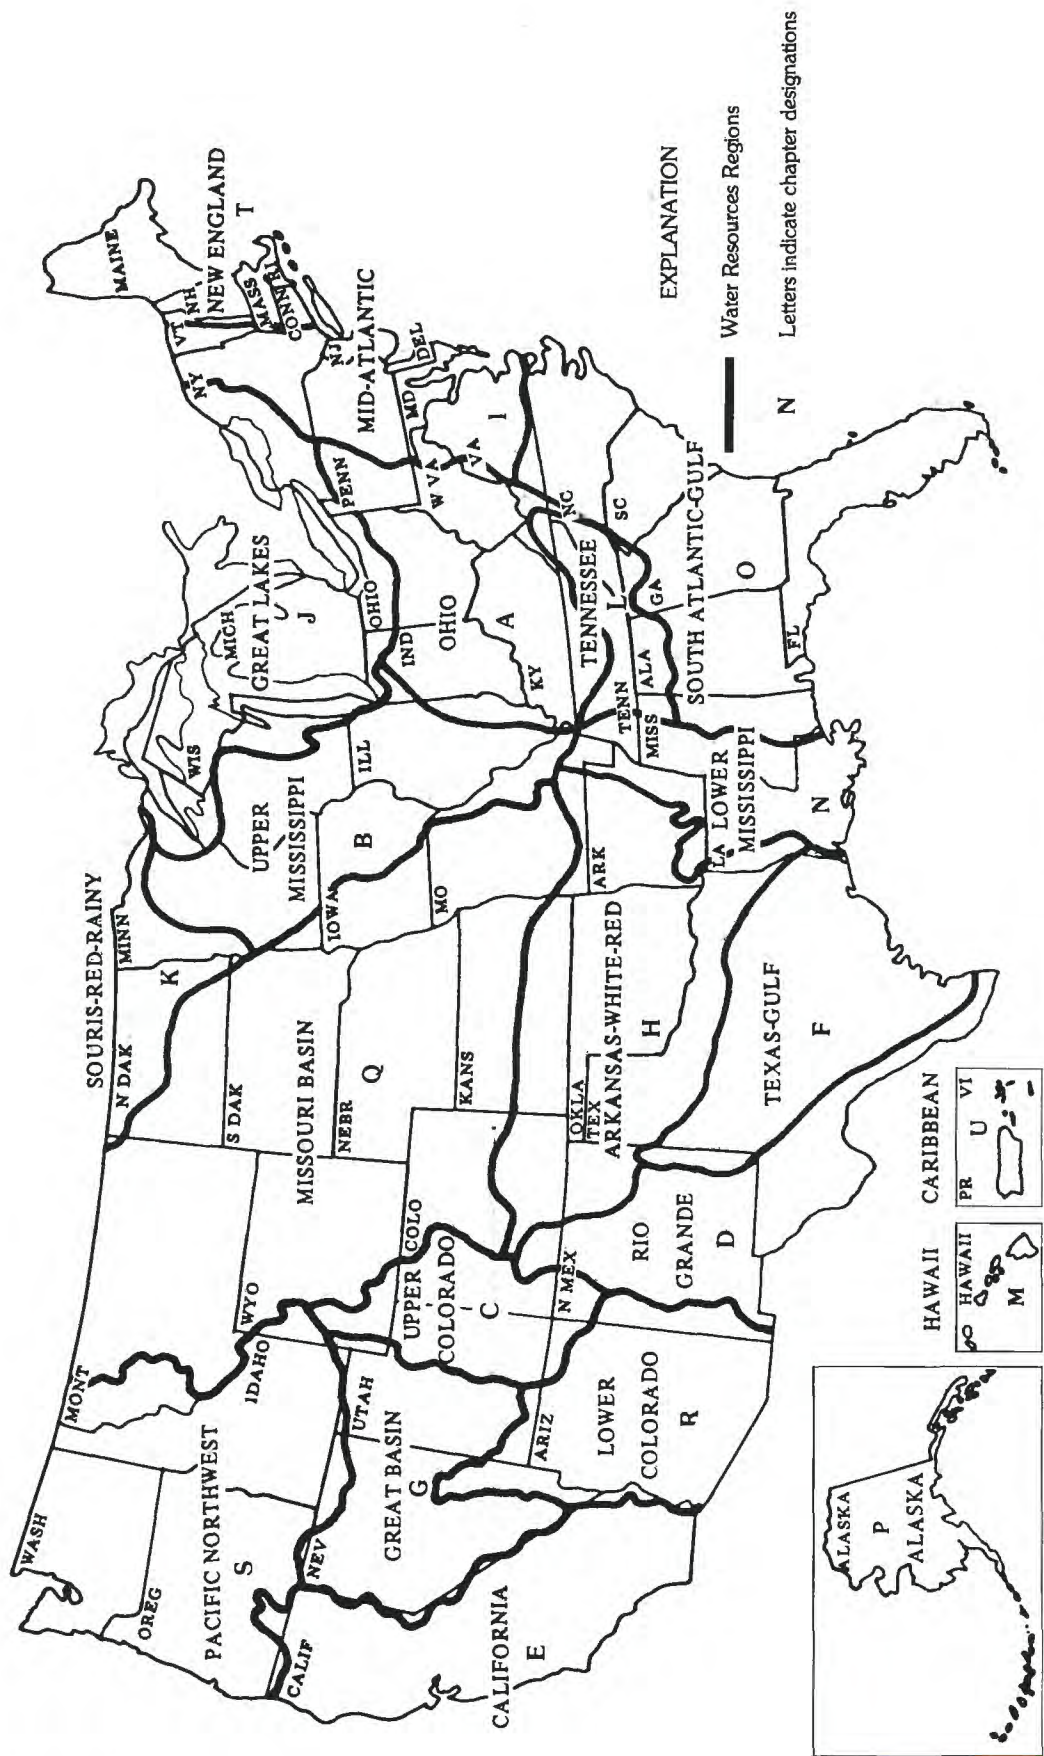 WASH
MONT
OREG
PACIFIC NORTHWEST
S
IDAHO
WYO
N DAK
S DAK
NEBR
MISSOURI BASIN
Q
KANS
SOURIS-RED-RAINY
K
MINN
WIS
MICH
UPPER
MISSISSIPPI
B
IOWA
ILL
MO
GREAT LAKES
J
IND
OHIO
OHIO
A
KY
PENN
NY
VT
NH
MAINE
NEW ENGLAND
T
MASS
CONN
RI
MID-ATLANTIC
NJ
DEL
MD
W VA
VA
I
CALIF
NEV
CALIFORNIA
E
GREAT BASIN
G
UTAH
UPPER
COLORADO
C
COLO
ARIZ
LOWER
COLORADO
R
N MEX
RIO
GRANDE
D
OKLA
TEX
ARKANSAS-WHITE-RED
H
ARK
TEXAS-GULF
F
LA
LOWER
MISSISSIPPI
N
MISS
TENN
TENNESSEE
L
ALA
GA
NC
SC
SOUTH ATLANTIC-GULF
O
FL
ALASKA
P
ALASKA
HAWAII
HAWAII
M
CARIBBEAN
PR
U
VI
EXPLANATION
Water Resources Regions
N
Letters indicate chapter designations